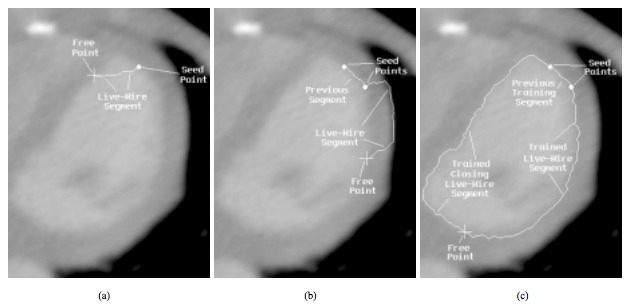 Free
Point
Seed
Point
Live-Wire
Segment
Seed
Points
Previous
Segment
Live-Wire
Segment
Free
Point
Seed
Points
Previous
Training
Segment
Trained
Live-Wire
Segment
Trained
Closing
Live-Wire
Segment
Free
Point
(a)
(b)
(c)